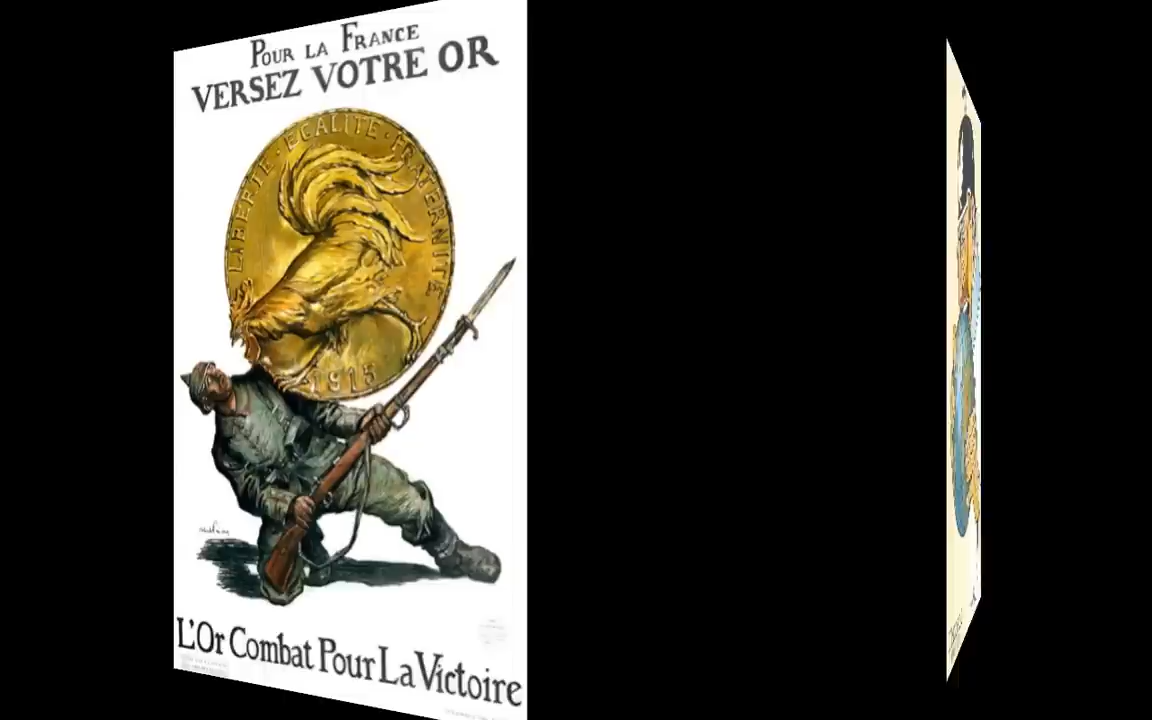 POUR LA FRANCE
VERSEZ VOTRE OR
LIBERTE · EGALITE · FRATERNITE
1915
L'Or Combat Pour La Victoire